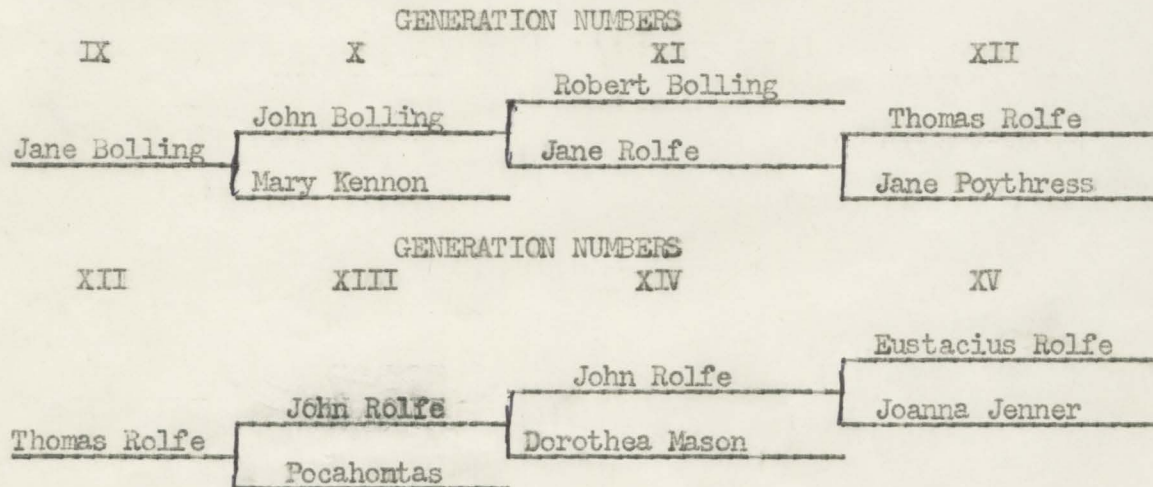 GENERATION NUMBERS
IX X XI XII
Robert Bolling
John Bolling Thomas Rolfe
Jane Bolling Jane Rolfe
Mary Kennon Jane Poythress
GENERATION NUMBERS
XII XIII XIV XV
Eustacius Rolfe
John Rolfe
John Rolfe Joanna Jenner
Thomas Rolfe Dorothea Mason
Pocahontas